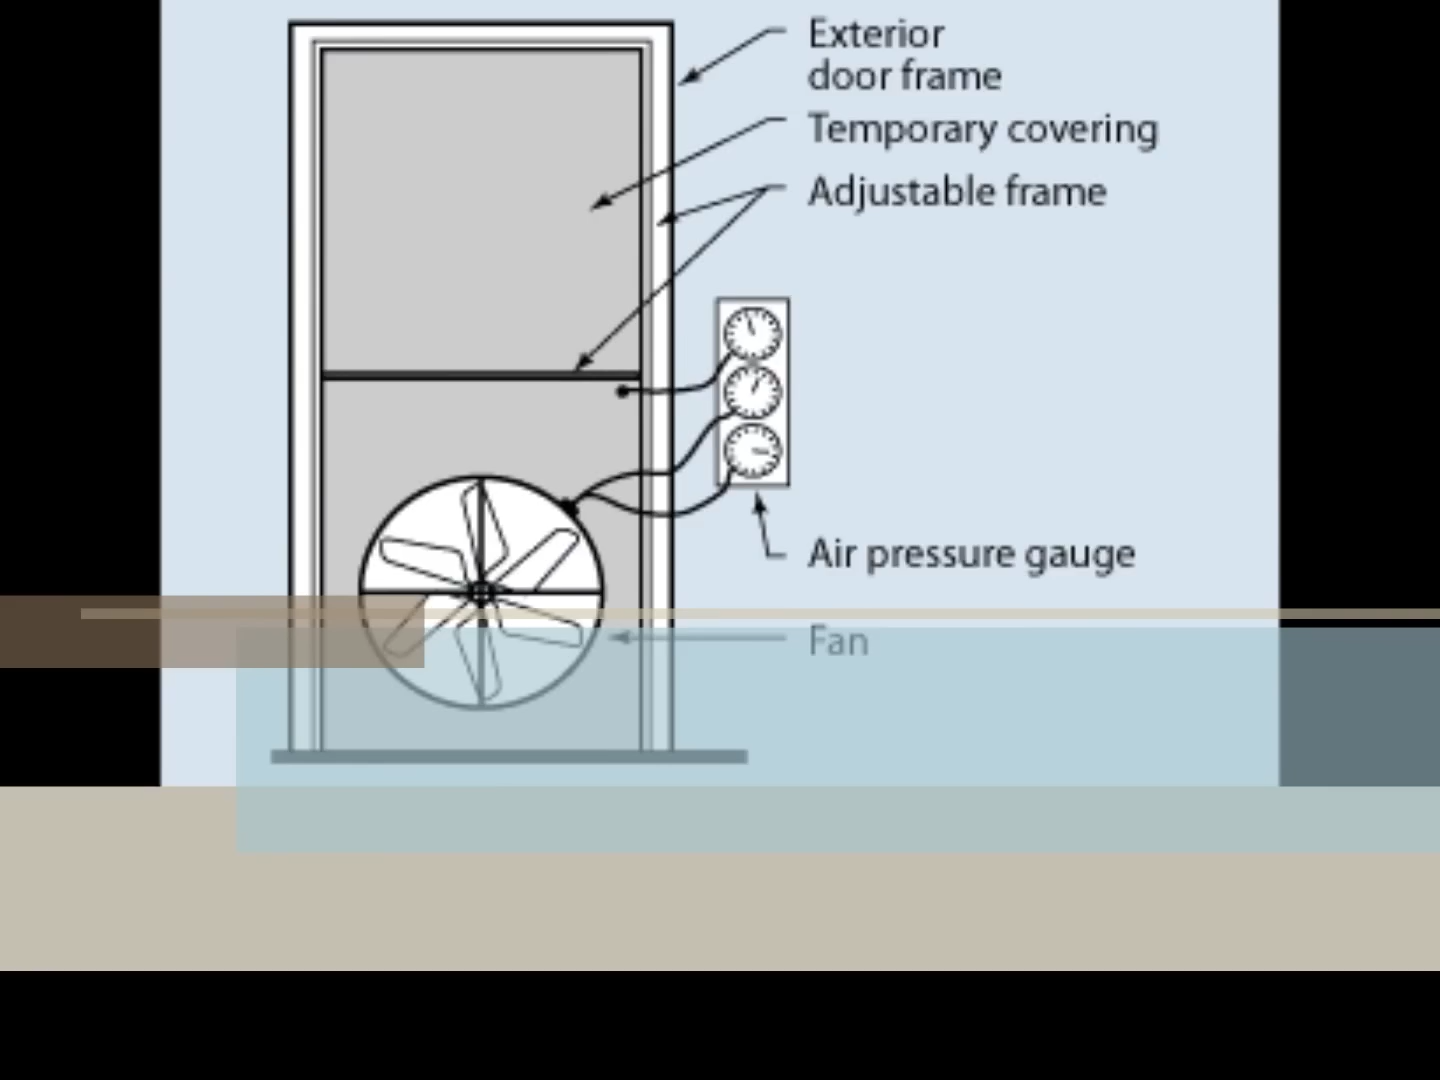 Exterior
door frame
Temporary covering
Adjustable frame
Air pressure gauge
Fan